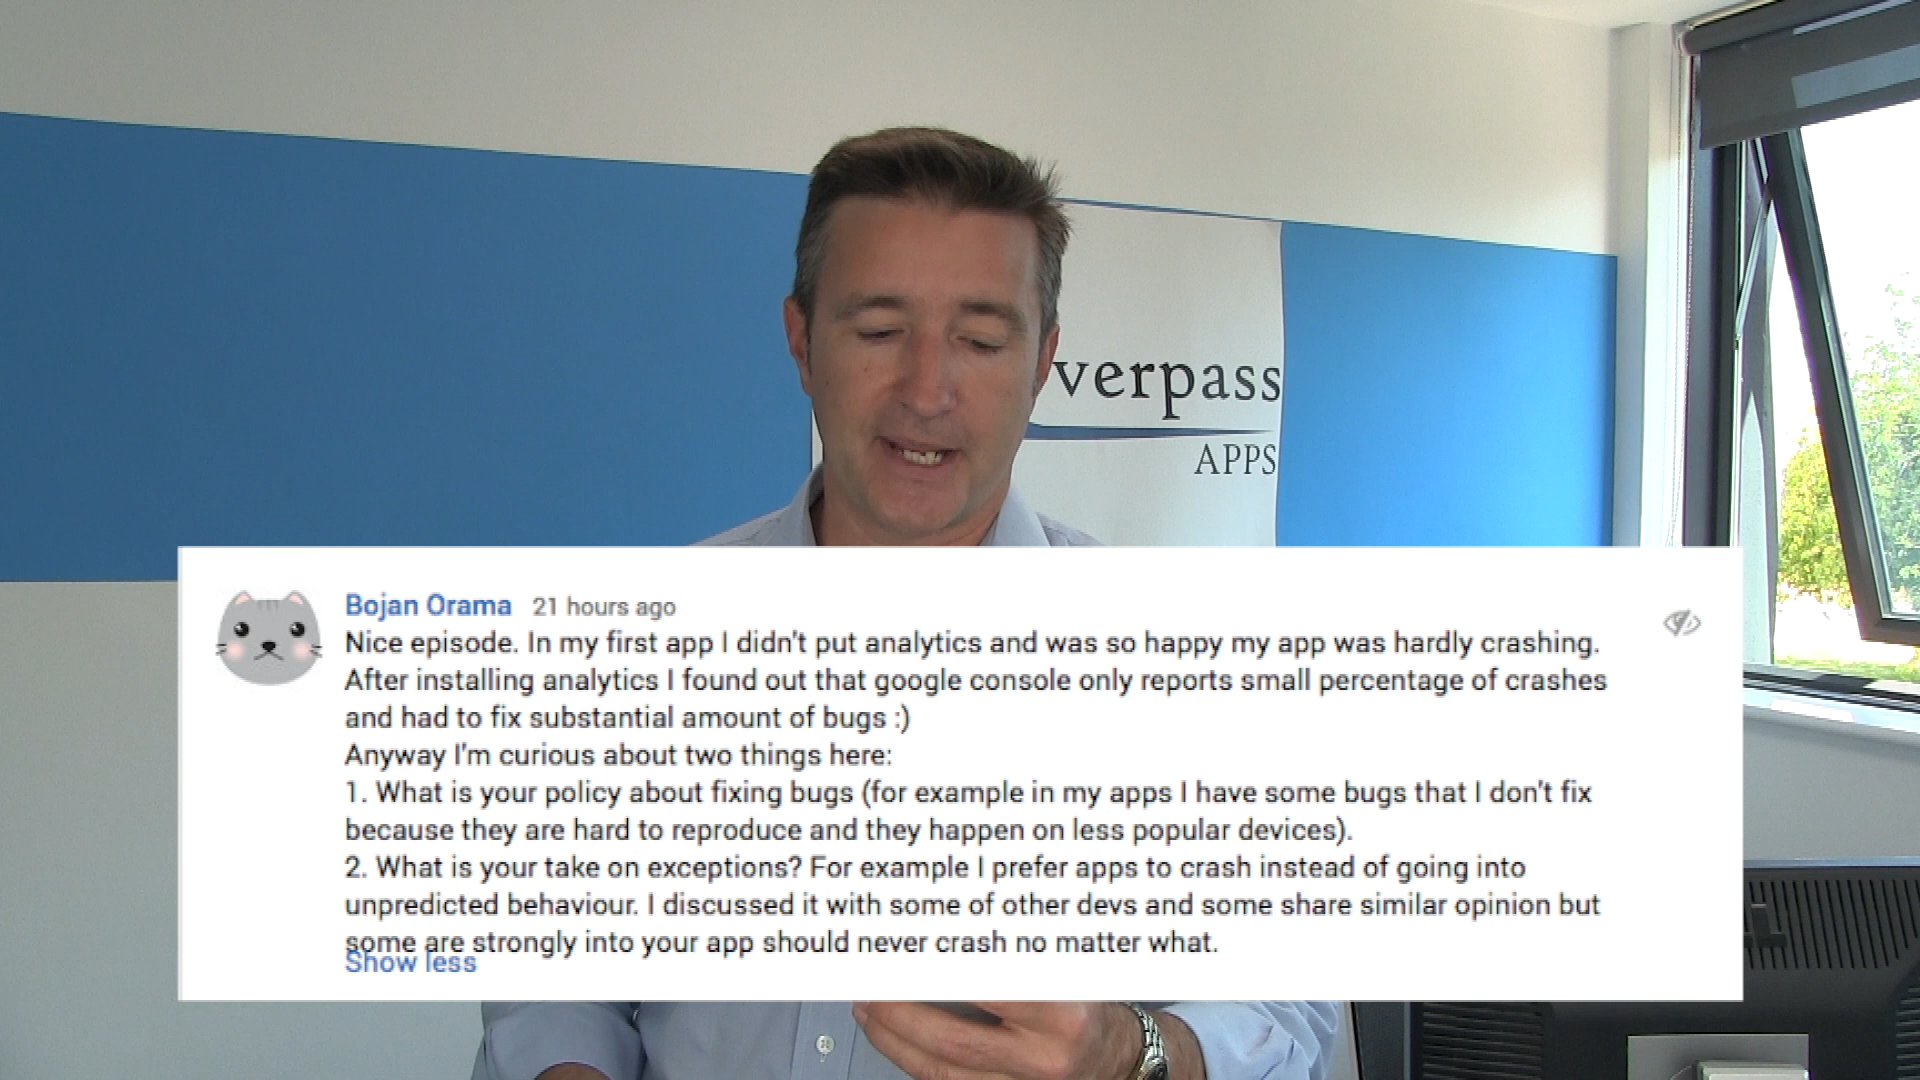 verpass
APPS
Bojan Orama 21 hours ago
Nice episode. In my first app I didn't put analytics and was so happy my app was hardly crashing.
After installing analytics I found out that google console only reports small percentage of crashes
and had to fix substantial amount of bugs :)
Anyway I'm curious about two things here:
1. What is your policy about fixing bugs (for example in my apps I have some bugs that I don't fix
because they are hard to reproduce and they happen on less popular devices).
2. What is your take on exceptions? For example I prefer apps to crash instead of going into
unpredicted behaviour. I discussed it with some of other devs and some share similar opinion but
some are strongly into your app should never crash no matter what.
Show less